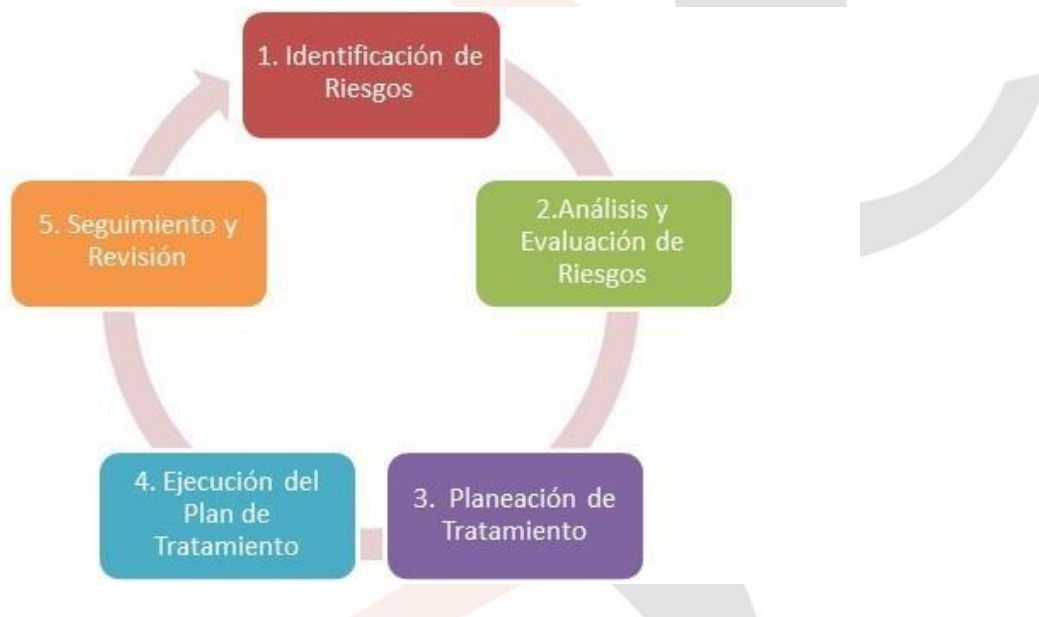 1. Identificación de
Riesgos
2.Análisis y
Evaluación de
Riesgos
3. Planeación de
Tratamiento
4. Ejecución del
Plan de
Tratamiento
5. Seguimiento y
Revisión